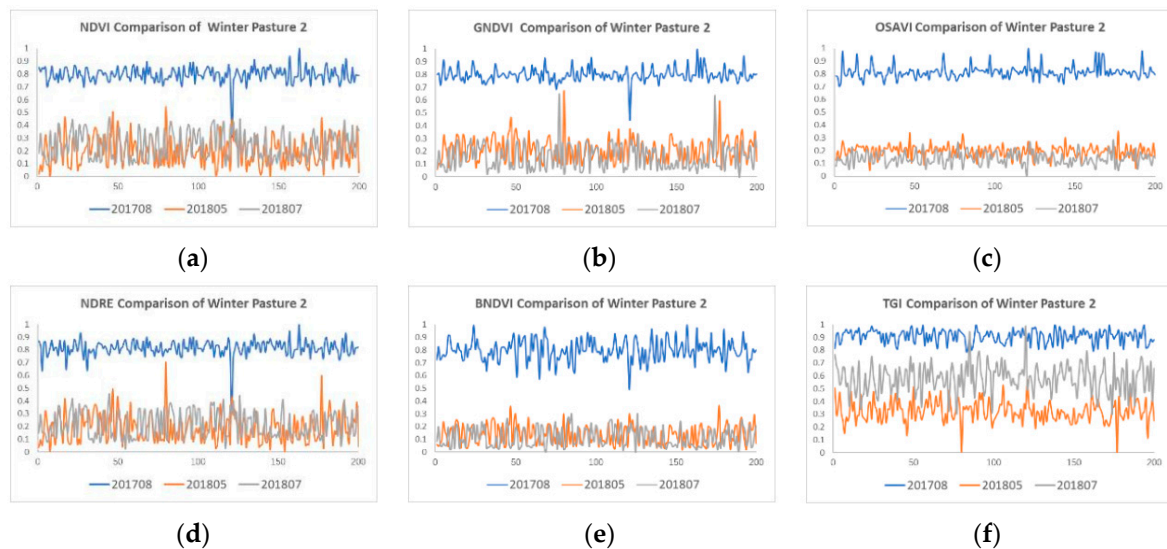 NDVI Comparison of Winter Pasture 2
1
0.9
0.8
0.7
0.6
0.5
0.4
0.3
0.2
0.1
0
0 50 100 150 200
201708 201805 201807
(a)
GNDVI Comparison of Winter Pasture 2
1
0.9
0.8
0.7
0.6
0.5
0.4
0.3
0.2
0.1
0
0 50 100 150 200
201708 201805 201807
(b)
OSAVI Comparison of Winter Pasture 2
1
0.9
0.8
0.7
0.6
0.5
0.4
0.3
0.2
0.1
0
0 50 100 150 200
201708 201805 201807
(c)
NDRE Comparison of Winter Pasture 2
1
0.9
0.8
0.7
0.6
0.5
0.4
0.3
0.2
0.1
0
0 50 100 150 200
201708 201805 201807
(d)
BNDVI Comparison of Winter Pasture 2
1
0.9
0.8
0.7
0.6
0.5
0.4
0.3
0.2
0.1
0
0 50 100 150 200
201708 201805 201807
(e)
TGI Comparison of Winter Pasture 2
1
0.9
0.8
0.7
0.6
0.5
0.4
0.3
0.2
0.1
0
0 50 100 150 200
201708 201805 201807
(f)